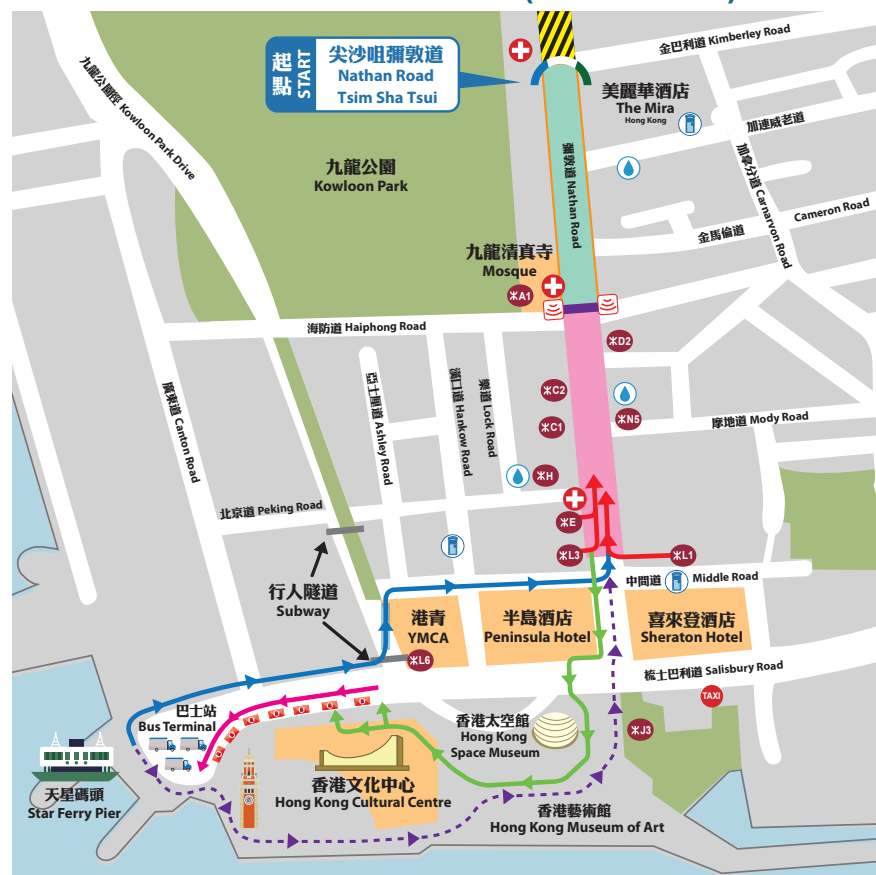 金巴利道 Kimberley Road
起點 START
尖沙咀彌敦道
Nathan Road
Tsim Sha Tsui
美麗華酒店
The Mira
Hong Kong
加連威老道
九龍公園徑 Kowloon Park Drive
九龍公園
Kowloon Park
彌敦道 Nathan Road
加拿分道 Carnarvon Road
Cameron Road
金馬倫道
九龍清真寺
Mosque
A1
海防道 Haiphong Road
D2
廣東道 Canton Road
亞士厘道 Ashley Road
漢口道 Hankow Road
樂道 Lock Road
C2
N5
C1
摩地道 Mody Road
H
北京道 Peking Road
E
L3
L1
中間道 Middle Road
行人隧道
Subway
港青
YMCA
半島酒店
Peninsula Hotel
喜來登酒店
Sheraton Hotel
L6
梳士巴利道 Salisbury Road
TAXI
巴士站
Bus Terminal
香港太空館
Hong Kong
Space Museum
J3
天星碼頭
Star Ferry Pier
香港文化中心
Hong Kong Cultural Centre
香港藝術館
Hong Kong Museum of Art